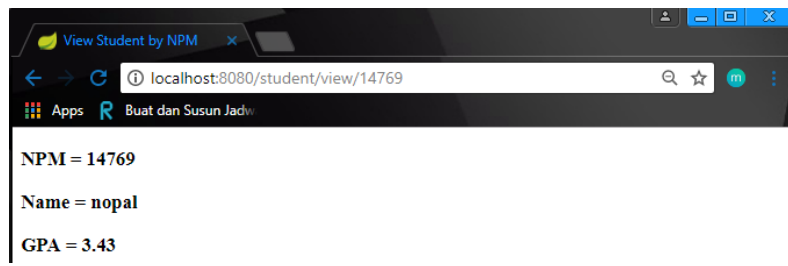 View Student by NPM
localhost:8080/student/view/14769
m
Apps R Buat dan Susun Jadw
NPM = 14769
Name = nopal
GPA = 3.43